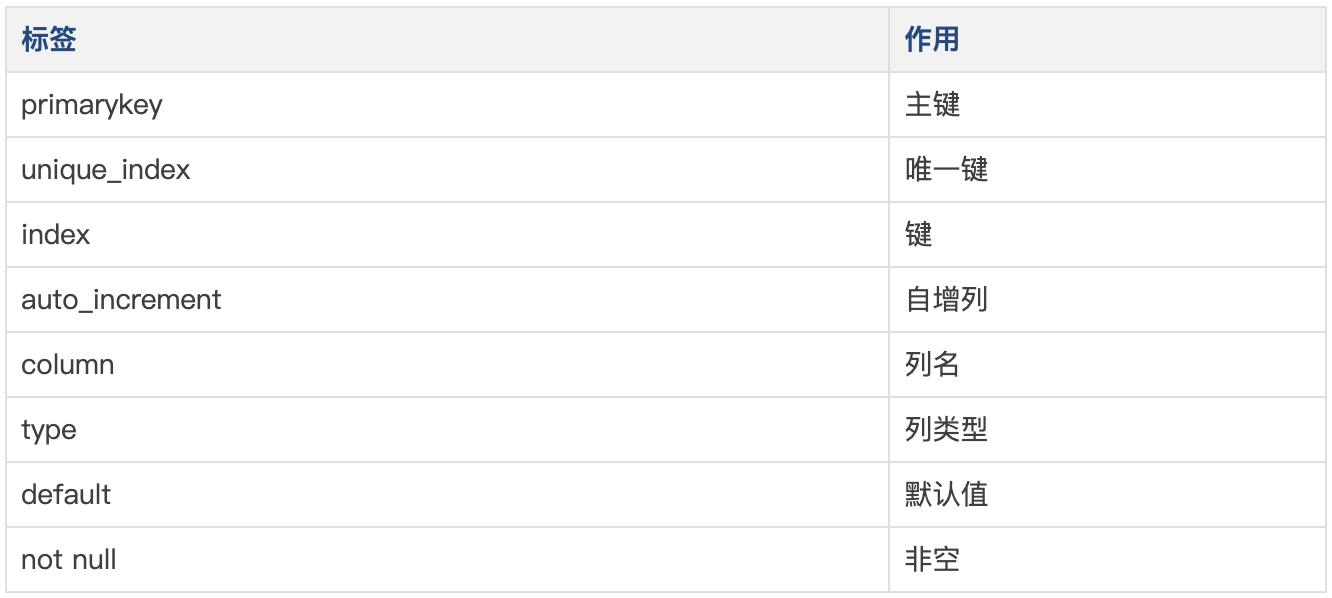 标签 作用
primarykey 主键
unique_index 唯一键
index 键
auto_increment 自增列
column 列名
type 列类型
default 默认值
not null 非空